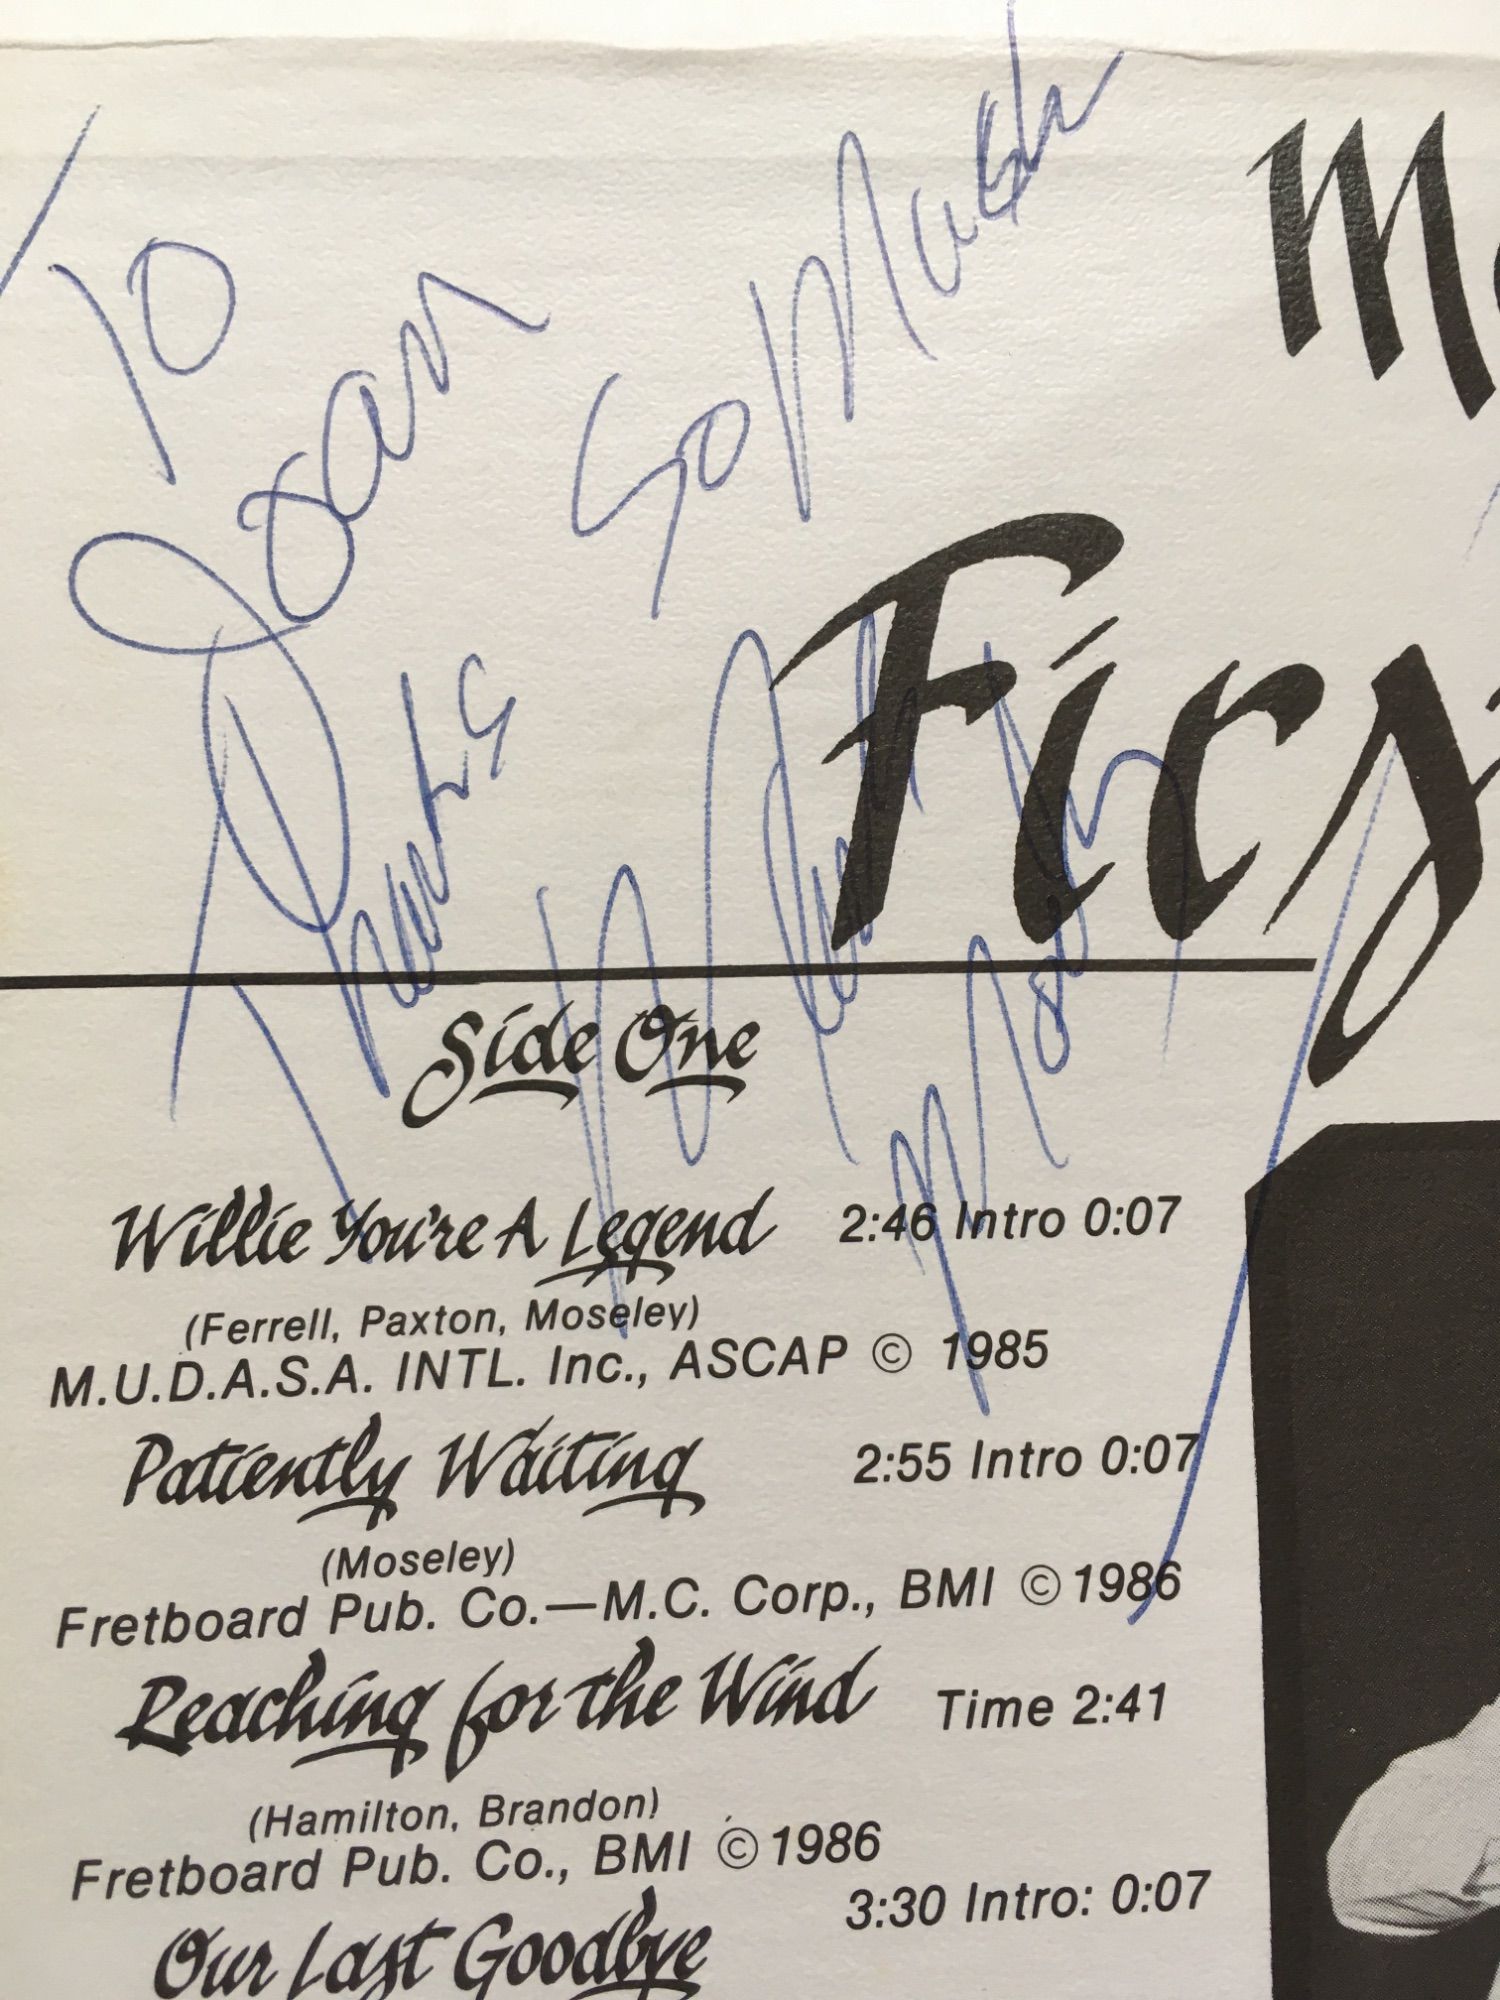 To
Joan
Thanks
So Much
Side One
Willie You're A Legend 2:46 Intro 0:07
(Ferrell, Paxton, Moseley)
M.U.D.A.S.A. INTL. Inc., ASCAP © 1985
Patiently Waiting 2:55 Intro 0:07
(Moseley)
Fretboard Pub. Co.—M.C. Corp., BMI © 1986
Reaching for the Wind Time 2:41
(Hamilton, Brandon)
Fretboard Pub. Co., BMI © 1986
Our Last Goodbye 3:30 Intro: 0:07